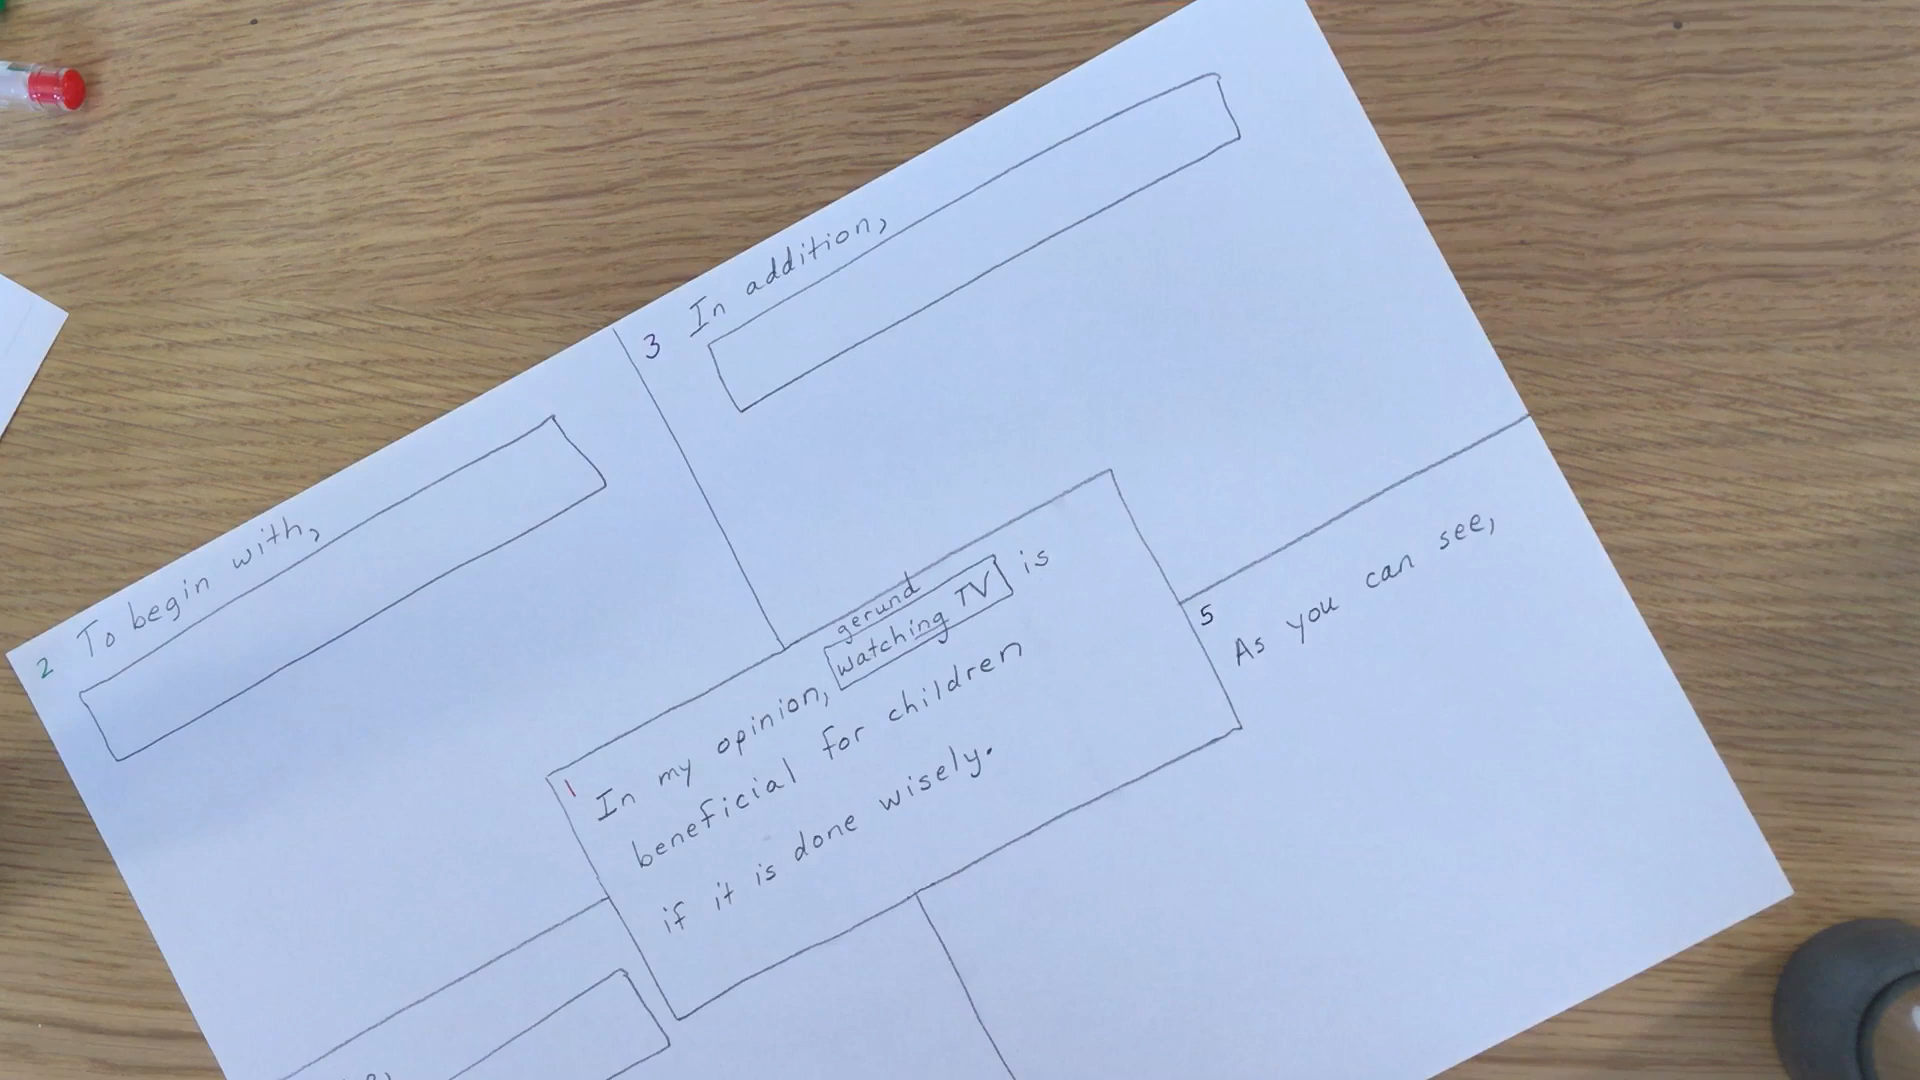 2 To begin with,
3 In addition,
1 In my opinion, watching TV is
gerund
beneficial for children
if it is done wisely.
5
As you can see,